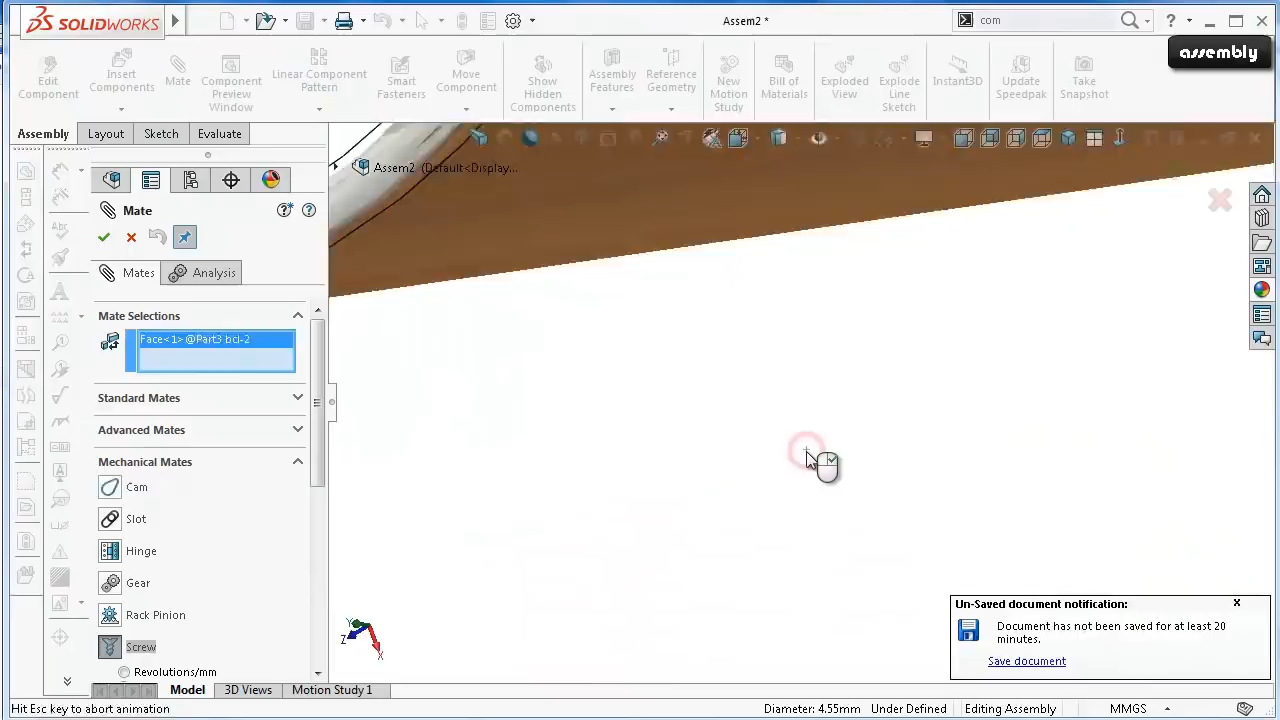 SOLIDWORKS
Assem2 *
com
assembly
Edit Component
Insert Components
Mate
Component Preview Window
Linear Component Pattern
Smart Fasteners
Move Component
Show Hidden Components
Assembly Features
Reference Geometry
New Motion Study
Bill of Materials
Exploded View
Explode Line Sketch
Instant3D
Update Speedpak
Take Snapshot
Assembly Layout Sketch Evaluate
Assem2 (Default<Display...
Mate
Mates Analysis
Mate Selections
Face<1>@Part3 bcl-2
Standard Mates
Advanced Mates
Mechanical Mates
Cam
Slot
Hinge
Gear
Rack Pinion
Screw
Revolutions/mm
Un-Saved document notification: x
Document has not been saved for at least 20
minutes.
Save document
Y
Z
X
Model 3D Views Motion Study 1
Hit Esc key to abort animation Diameter: 4.55mm Under Defined Editing Assembly MMGS